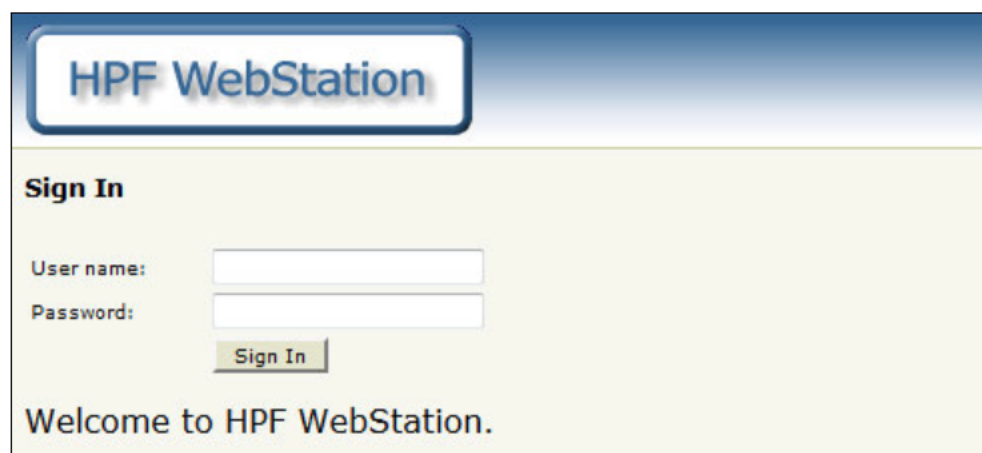 HPF WebStation
Sign In
User name:
Password:
Sign In
Welcome to HPF WebStation.